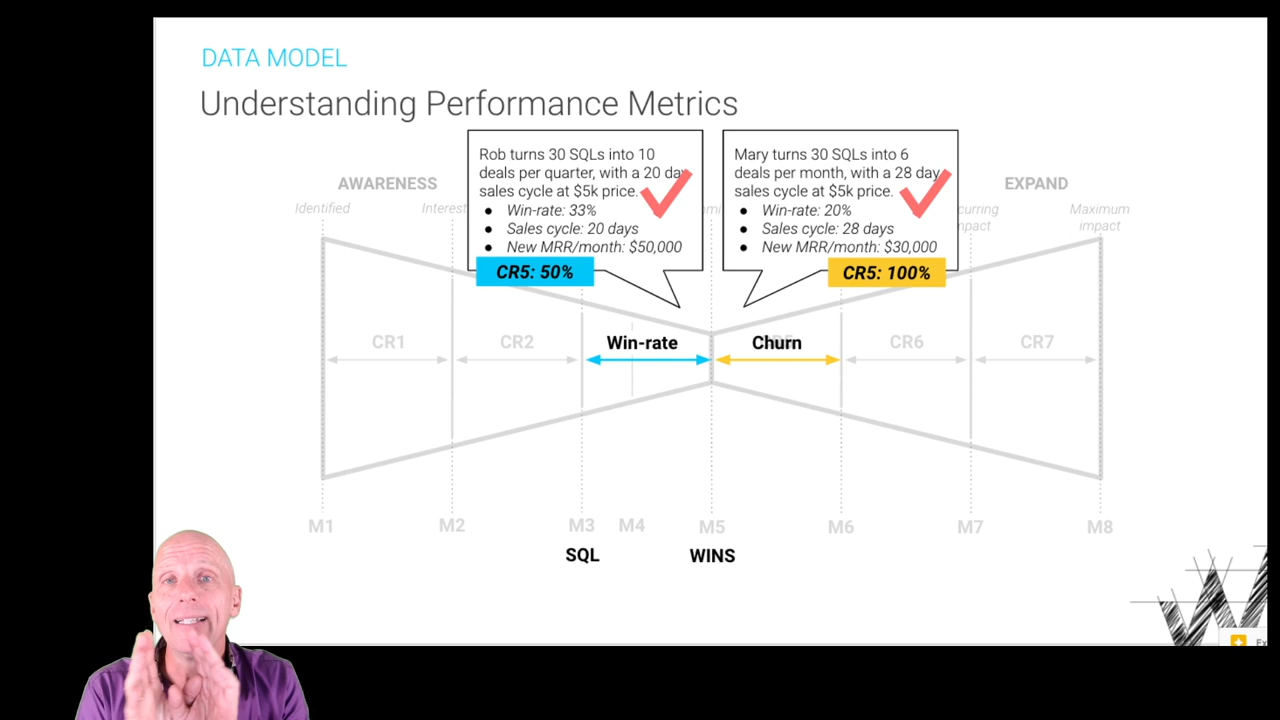 DATA MODEL
Understanding Performance Metrics
Rob turns 30 SQLs into 10
deals per quarter, with a 20 day
sales cycle at $5k price.
● Win-rate: 33%
● Sales cycle: 20 days
● New MRR/month: $50,000
CR5: 50%
Mary turns 30 SQLs into 6
deals per month, with a 28 day
sales cycle at $5k price.
● Win-rate: 20%
● Sales cycle: 28 days
● New MRR/month: $30,000
CR5: 100%
AWARENESS
EXPAND
Identified
Interest
Maximum
impact
CR1
CR2
Win-rate
Churn
CR6
CR7
M1
M2
M3
M4
M5
M6
M7
M8
SQL
WINS